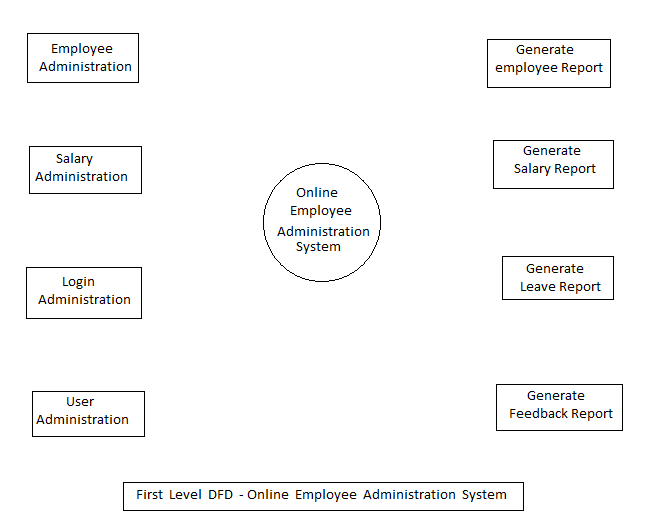 Employee
Administration
Salary
Administration
Login
Administration
User
Administration
Online
Employee
Administration
System
Generate
employee Report
Generate
Salary Report
Generate
Leave Report
Generate
Feedback Report
First Level DFD - Online Employee Administration System